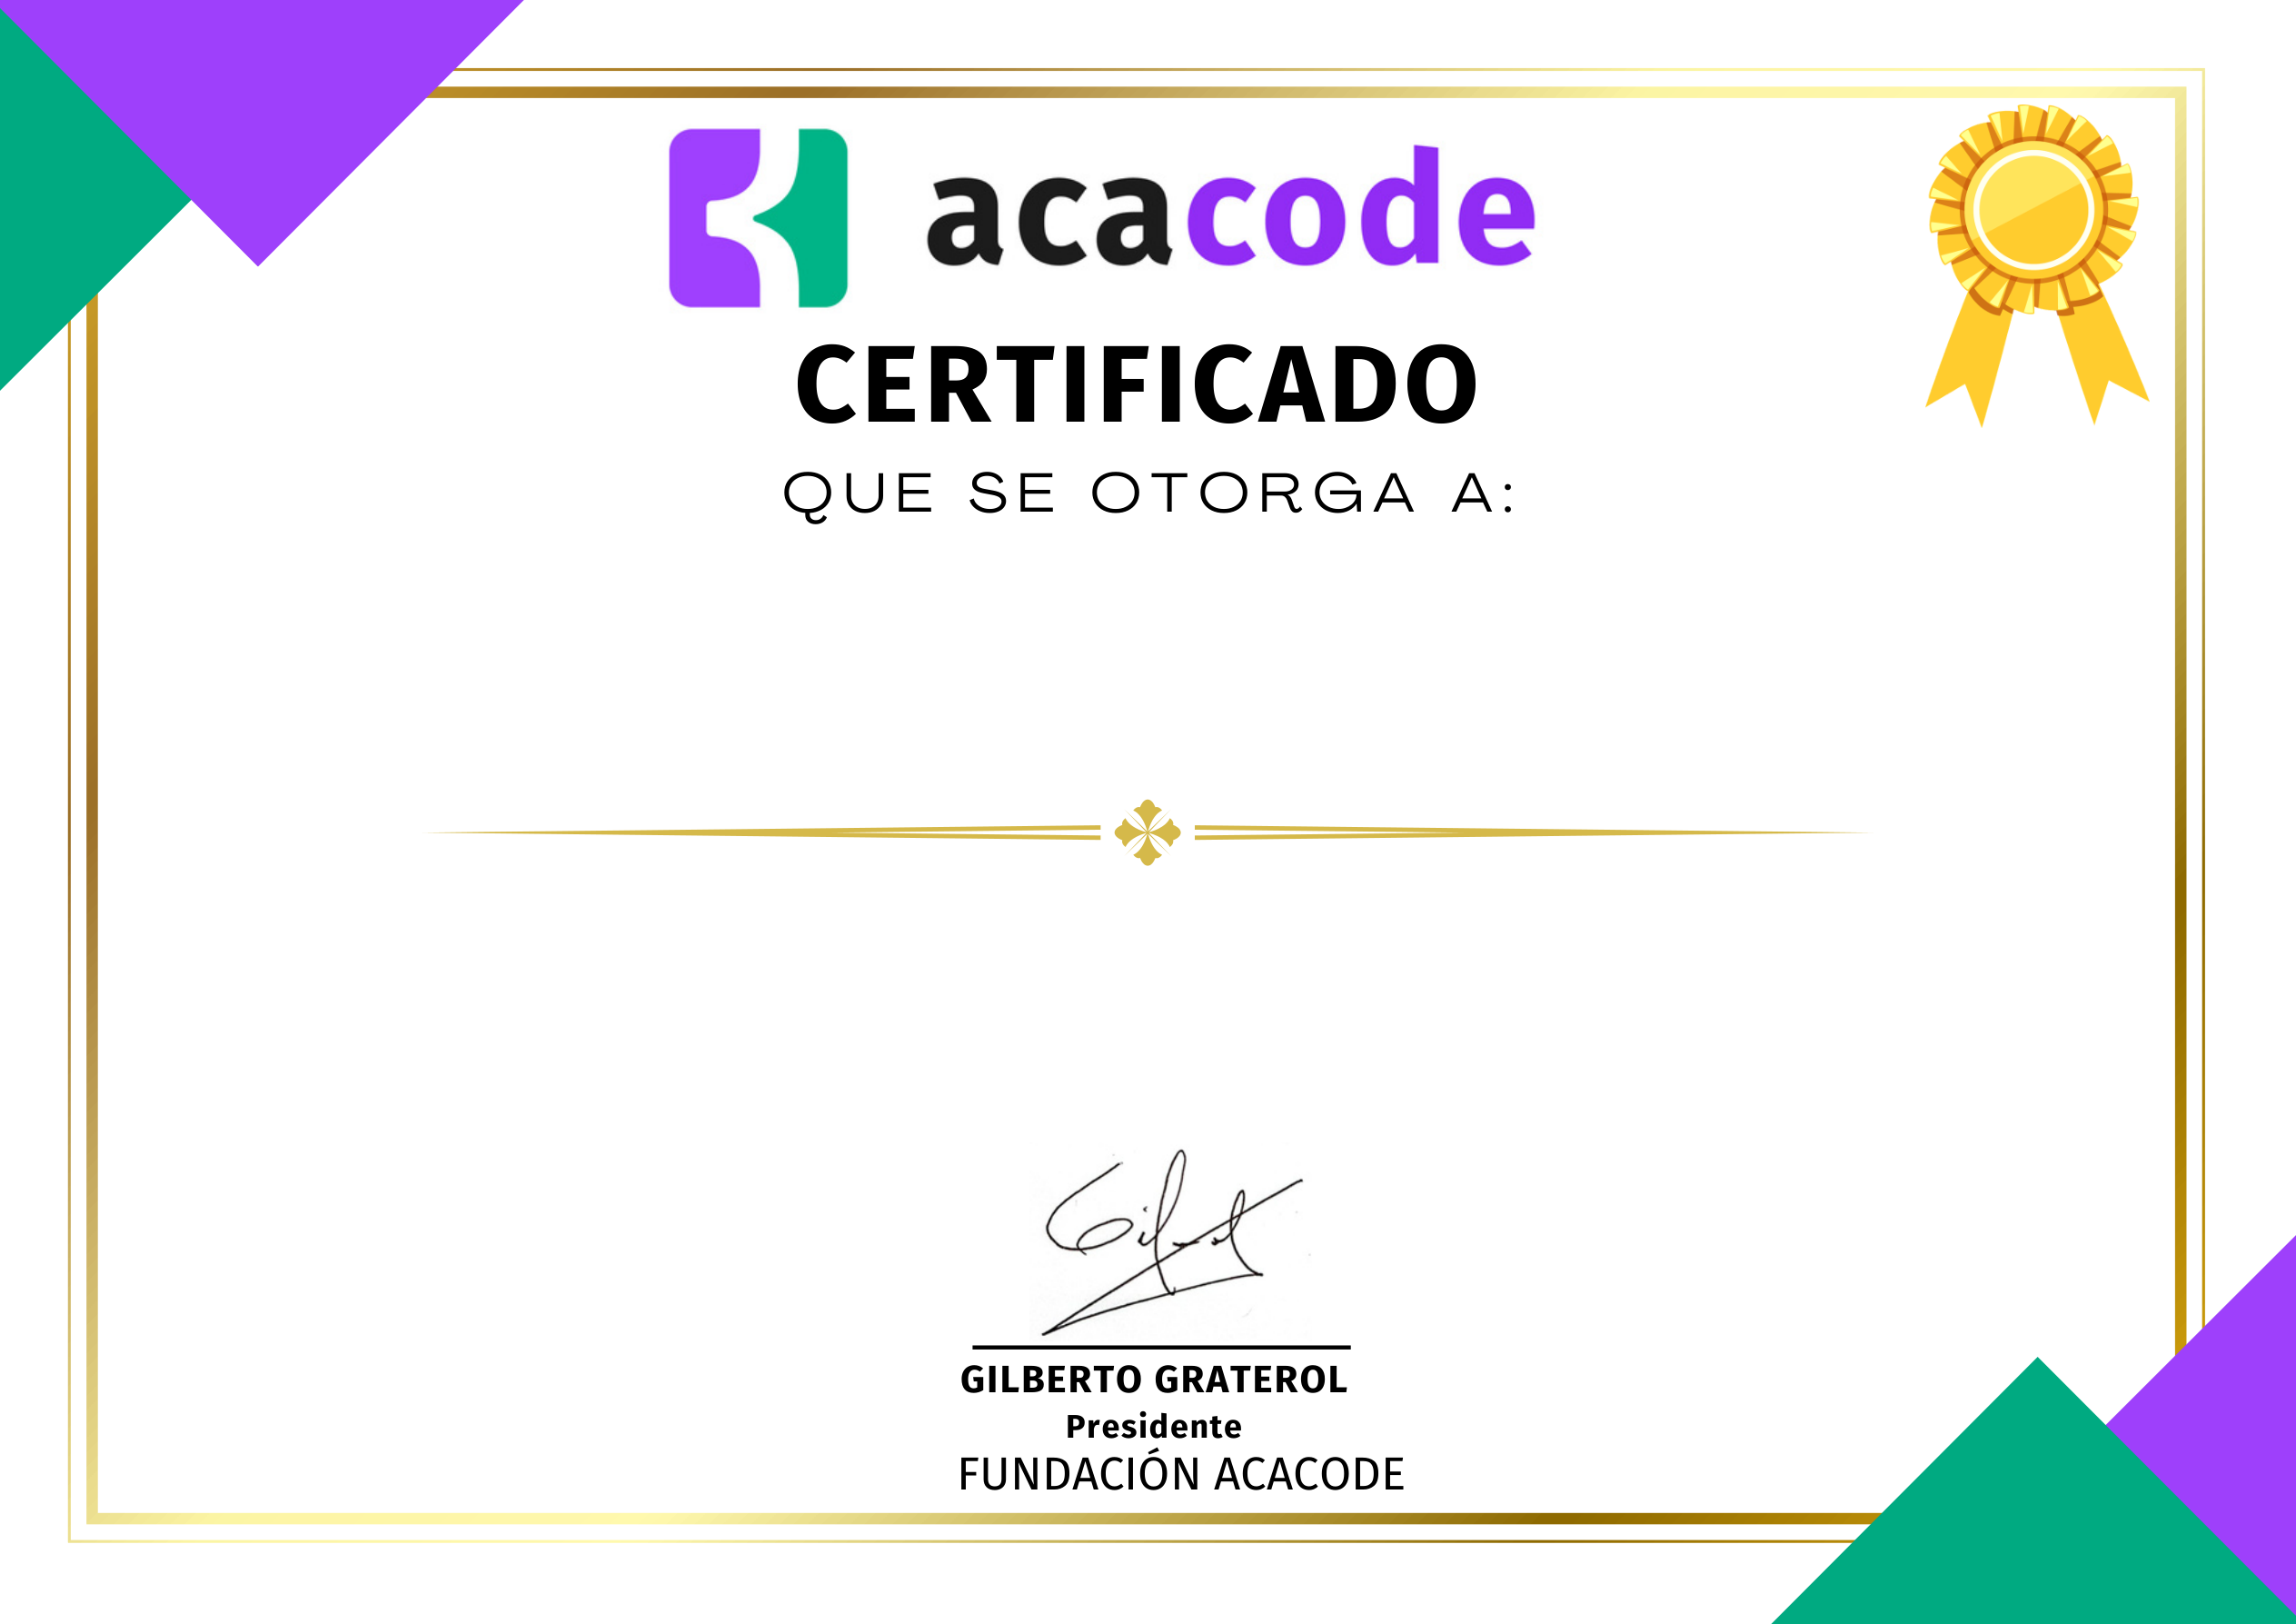 acacode
CERTIFICADO
QUE SE OTORGA A:
GILBERTO GRATEROL
Presidente
FUNDACIÓN ACACODE